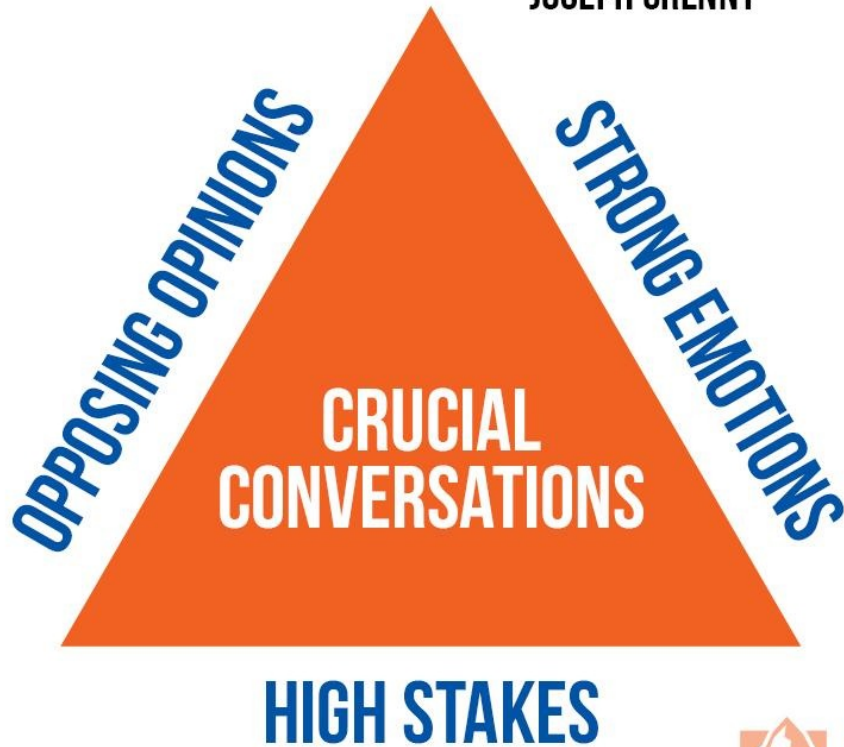 OPPOSING OPINIONS
STRONG EMOTIONS
CRUCIAL
CONVERSATIONS
HIGH STAKES